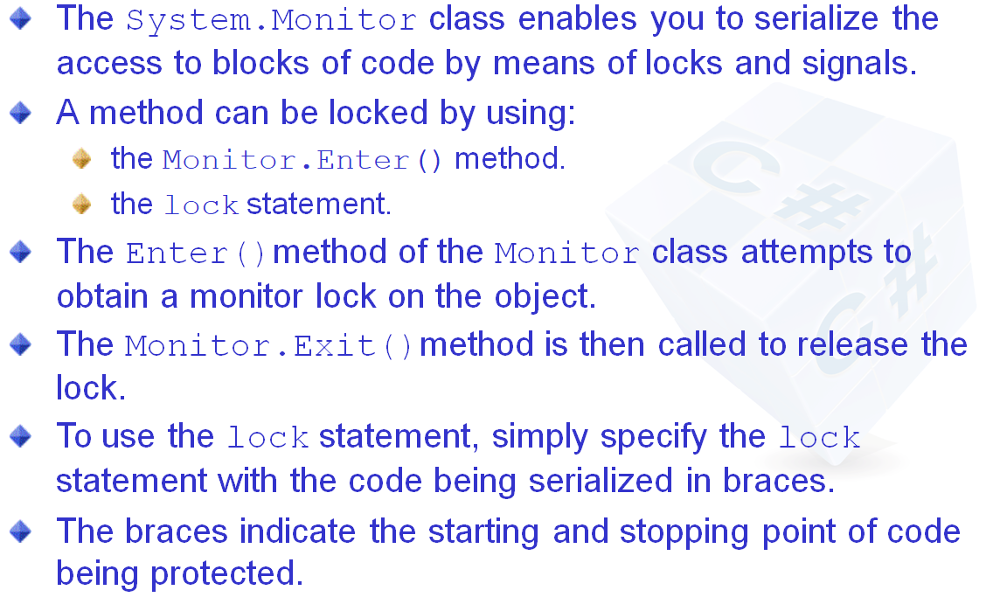 The System.Monitor class enables you to serialize the
access to blocks of code by means of locks and signals.
A method can be locked by using:
the Monitor.Enter() method.
the lock statement.
The Enter()method of the Monitor class attempts to
obtain a monitor lock on the object.
The Monitor.Exit()method is then called to release the
lock.
To use the lock statement, simply specify the lock
statement with the code being serialized in braces.
The braces indicate the starting and stopping point of code
being protected.
C#
C#